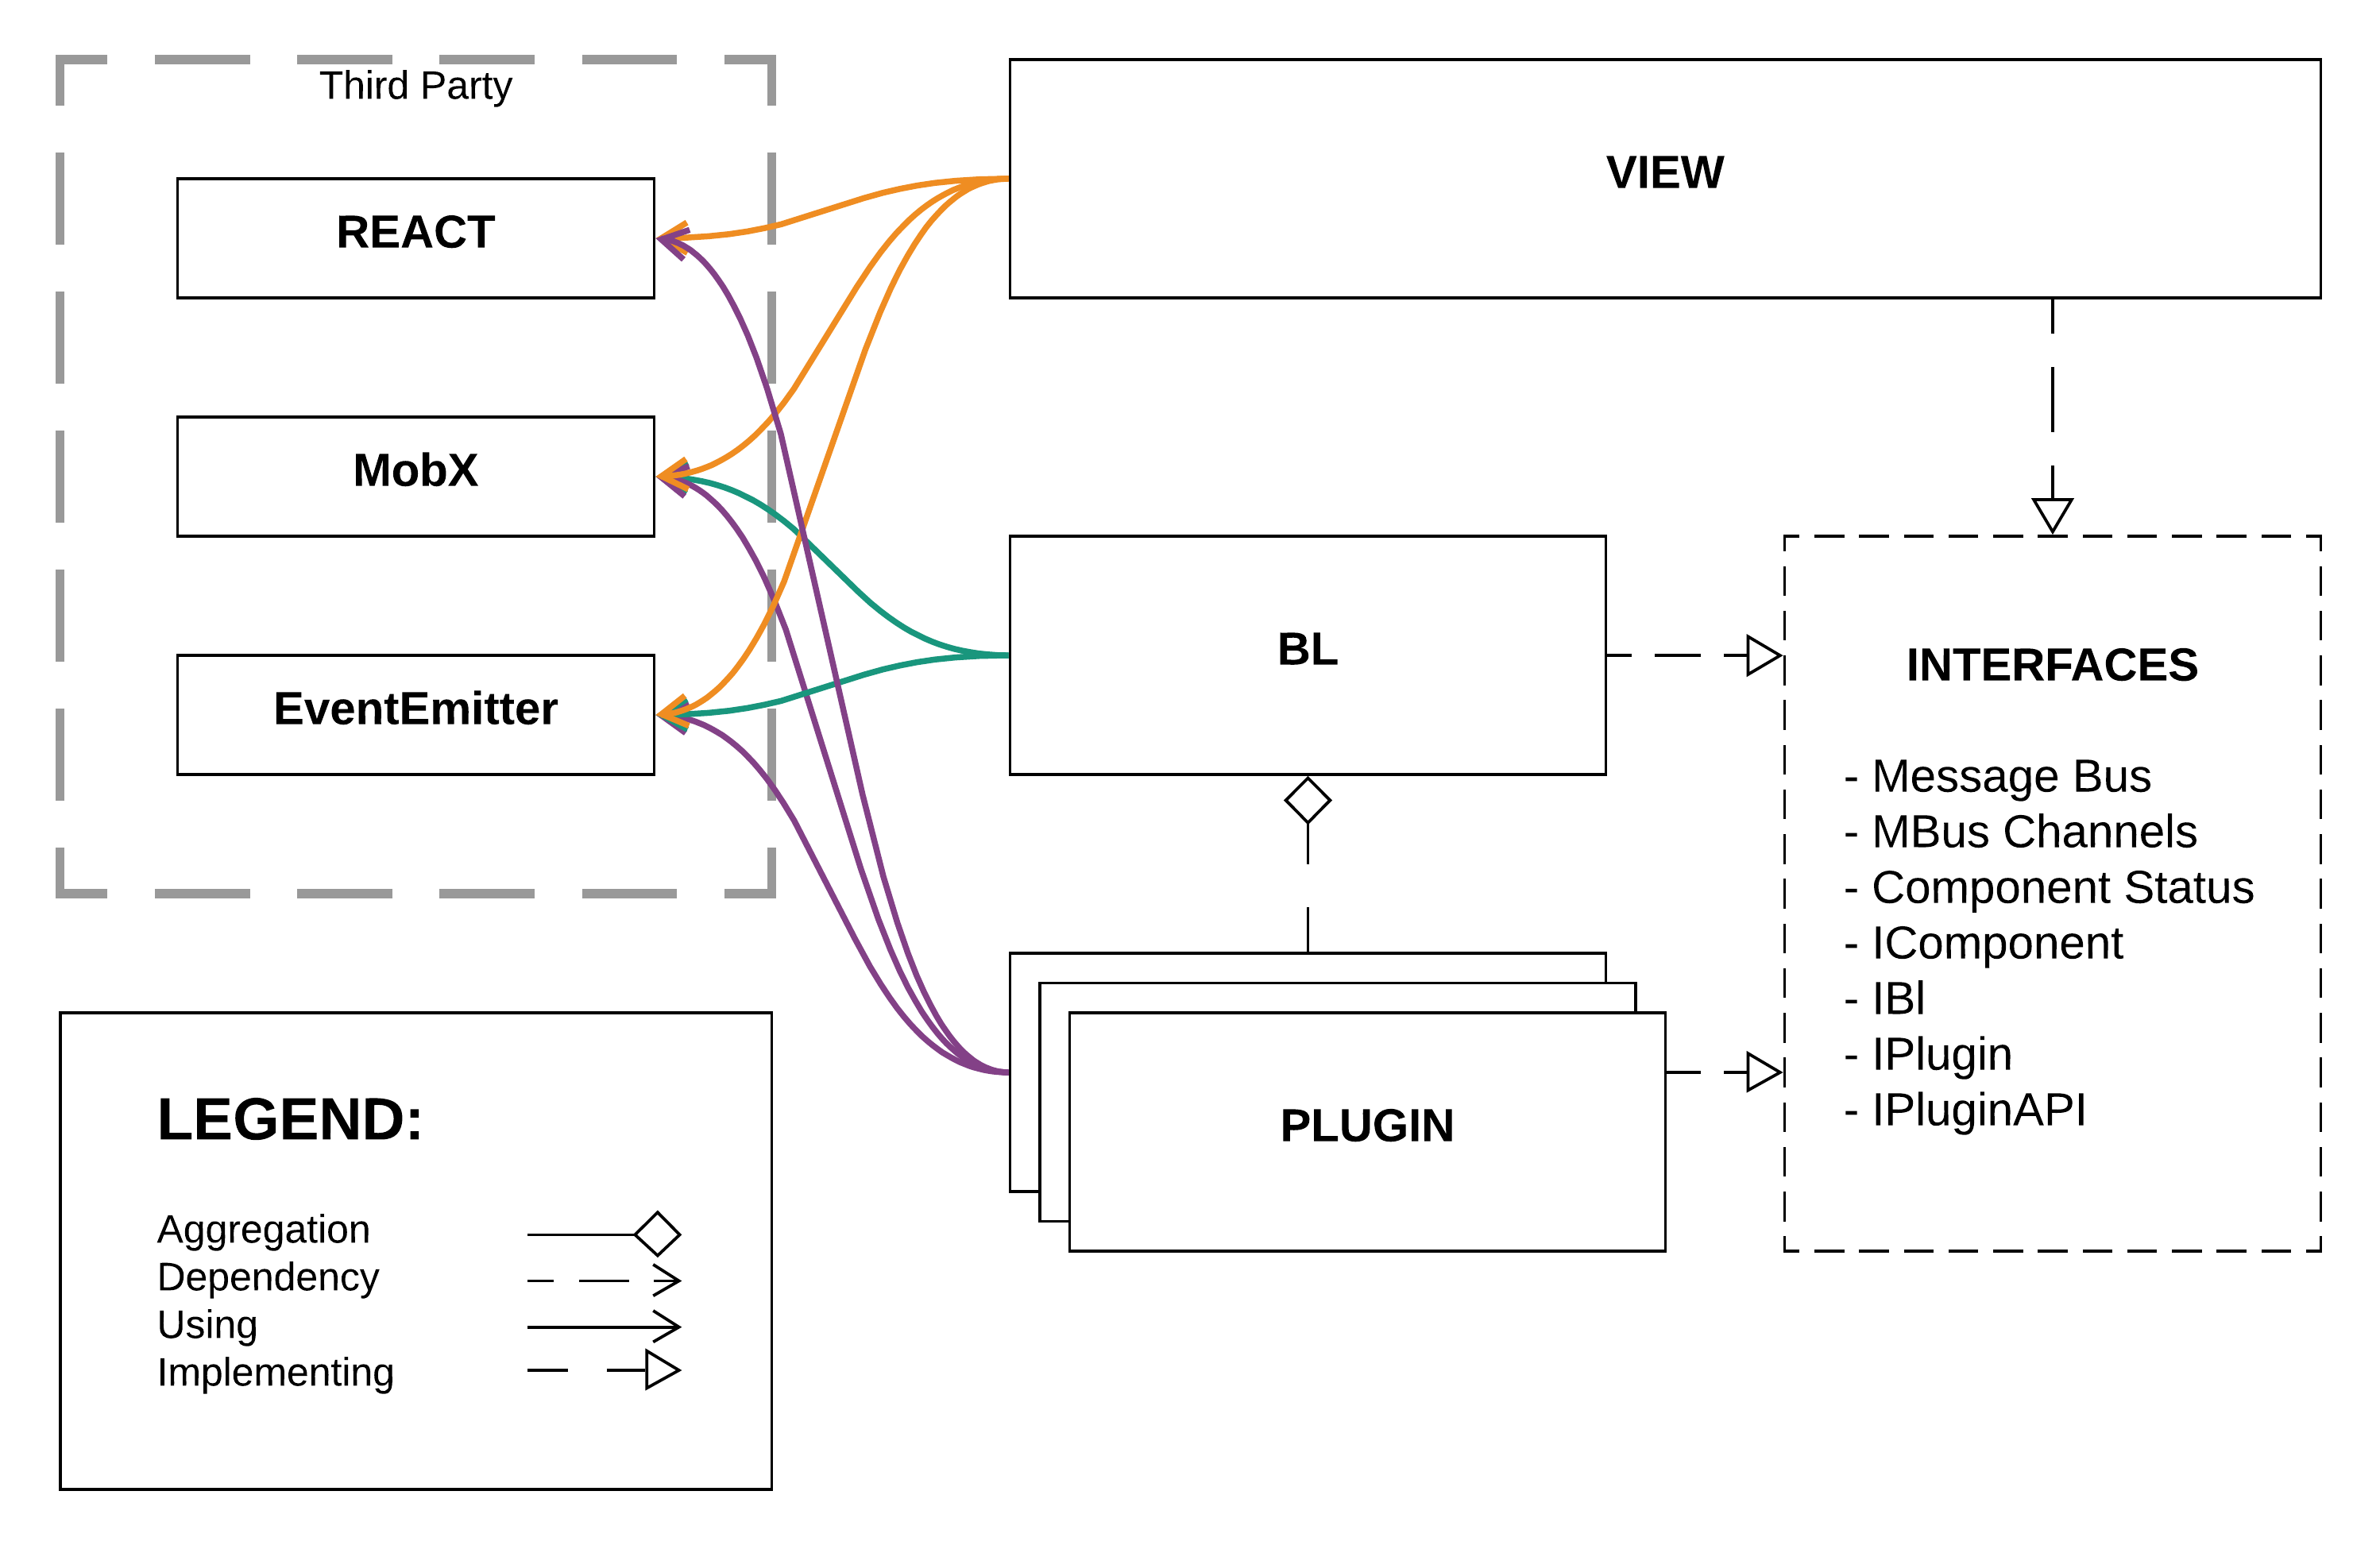 Third Party
REACT
MobX
EventEmitter
VIEW
BL
PLUGIN
INTERFACES
- Message Bus
- MBus Channels
- Component Status
- IComponent
- IBl
- IPlugin
- IPluginAPI
LEGEND:
Aggregation
Dependency
Using
Implementing